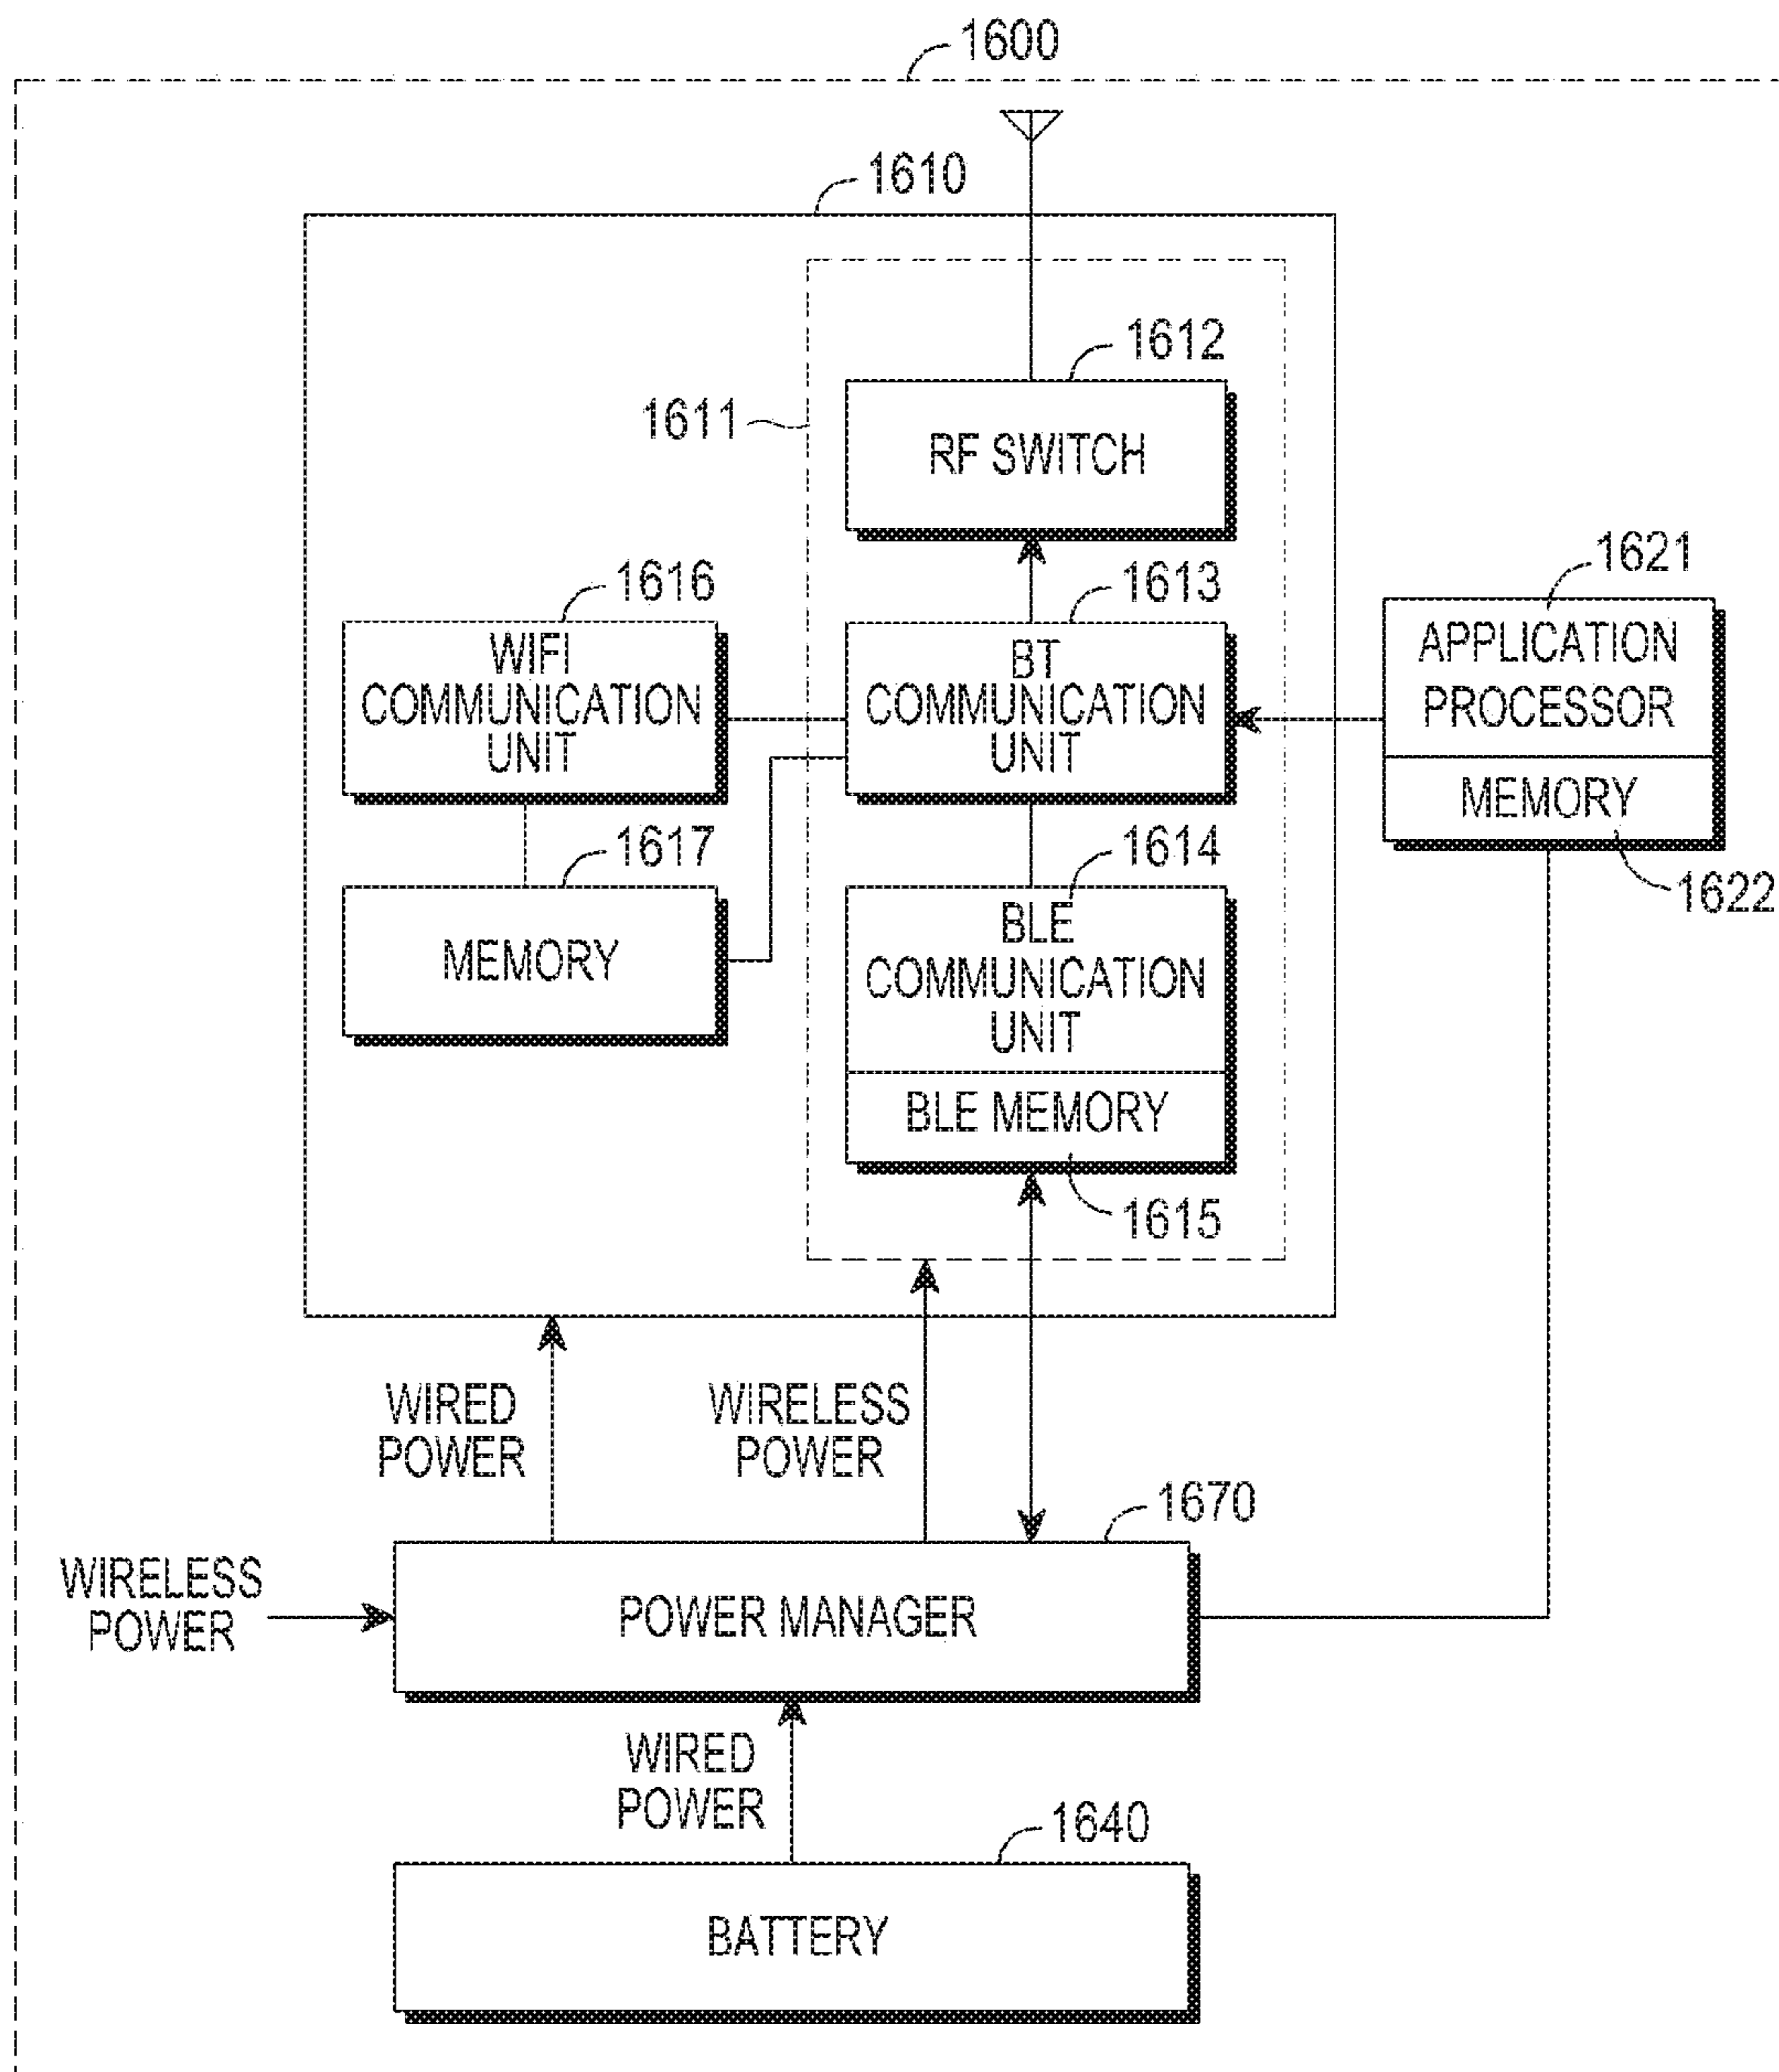 1600
1610
1612
1611
RF SWITCH
1616
1613
1621
WIFI
COMMUNICATION
UNIT
BT
COMMUNICATION
UNIT
APPLICATION
PROCESSOR
MEMORY
1617
1614
1622
MEMORY
BLE
COMMUNICATION
UNIT
BLE MEMORY
1615
WIRED
POWER
WIRELESS
POWER
1670
WIRELESS
POWER
POWER MANAGER
WIRED
POWER
1640
BATTERY